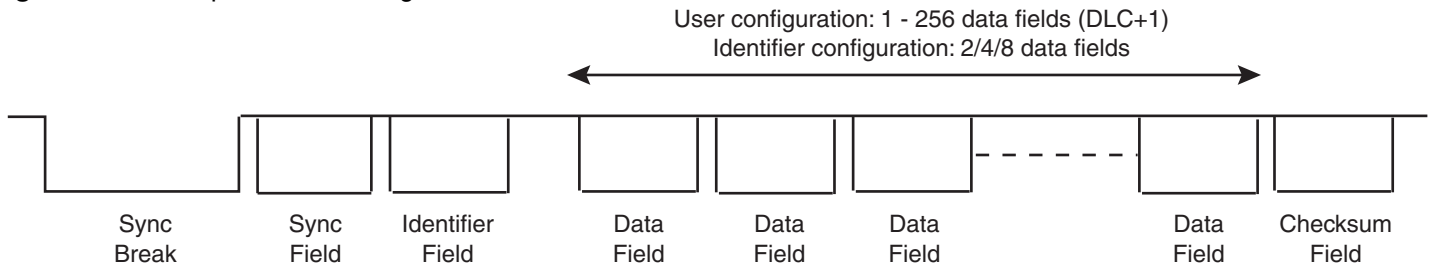 User configuration: 1 - 256 data fields (DLC+1)
Identifier configuration: 2/4/8 data fields
Sync Break
Sync Field
Identifier Field
Data Field
Data Field
Data Field
Data Field
Checksum Field